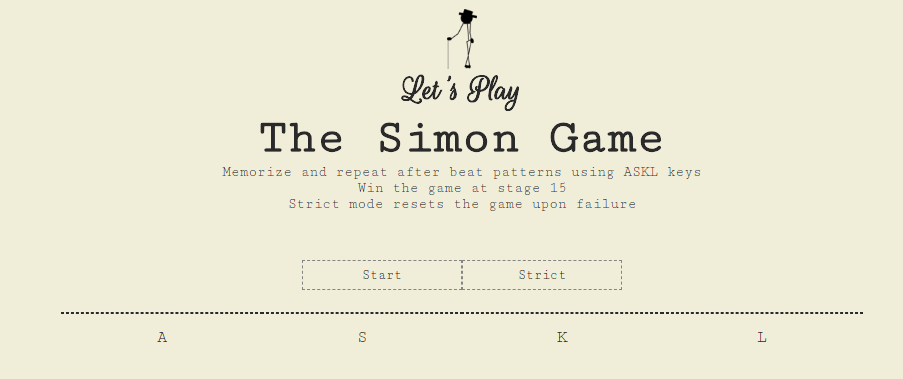 Let's Play
The Simon Game
Memorize and repeat after beat patterns using ASKL keys
Win the game at stage 15
Strict mode resets the game upon failure
Start Strict
A S K L